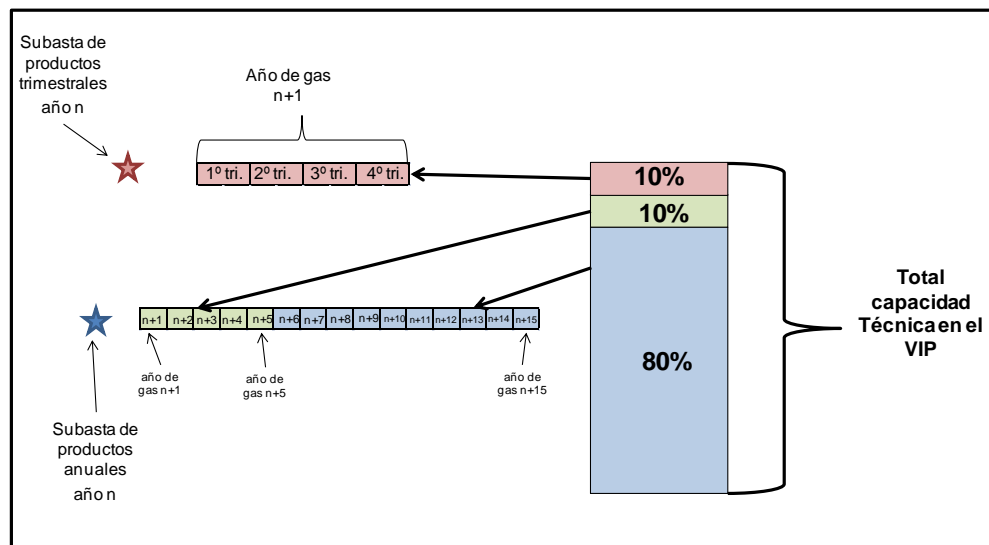 Subasta de
productos
trimestrales
año n
Año de gas
n+1
1º tri. 2º tri. 3º tri. 4º tri.
10%
10%
80%
Total
capacidad
Técnica en el
VIP
n+1 n+2 n+3 n+4 n+5 n+6 n+7 n+8 n+9 n+10 n+11 n+12 n+13 n+14 n+15
año de
gas n+1
año de
gas n+5
año de
gas n+15
Subasta de
productos
anuales
año n